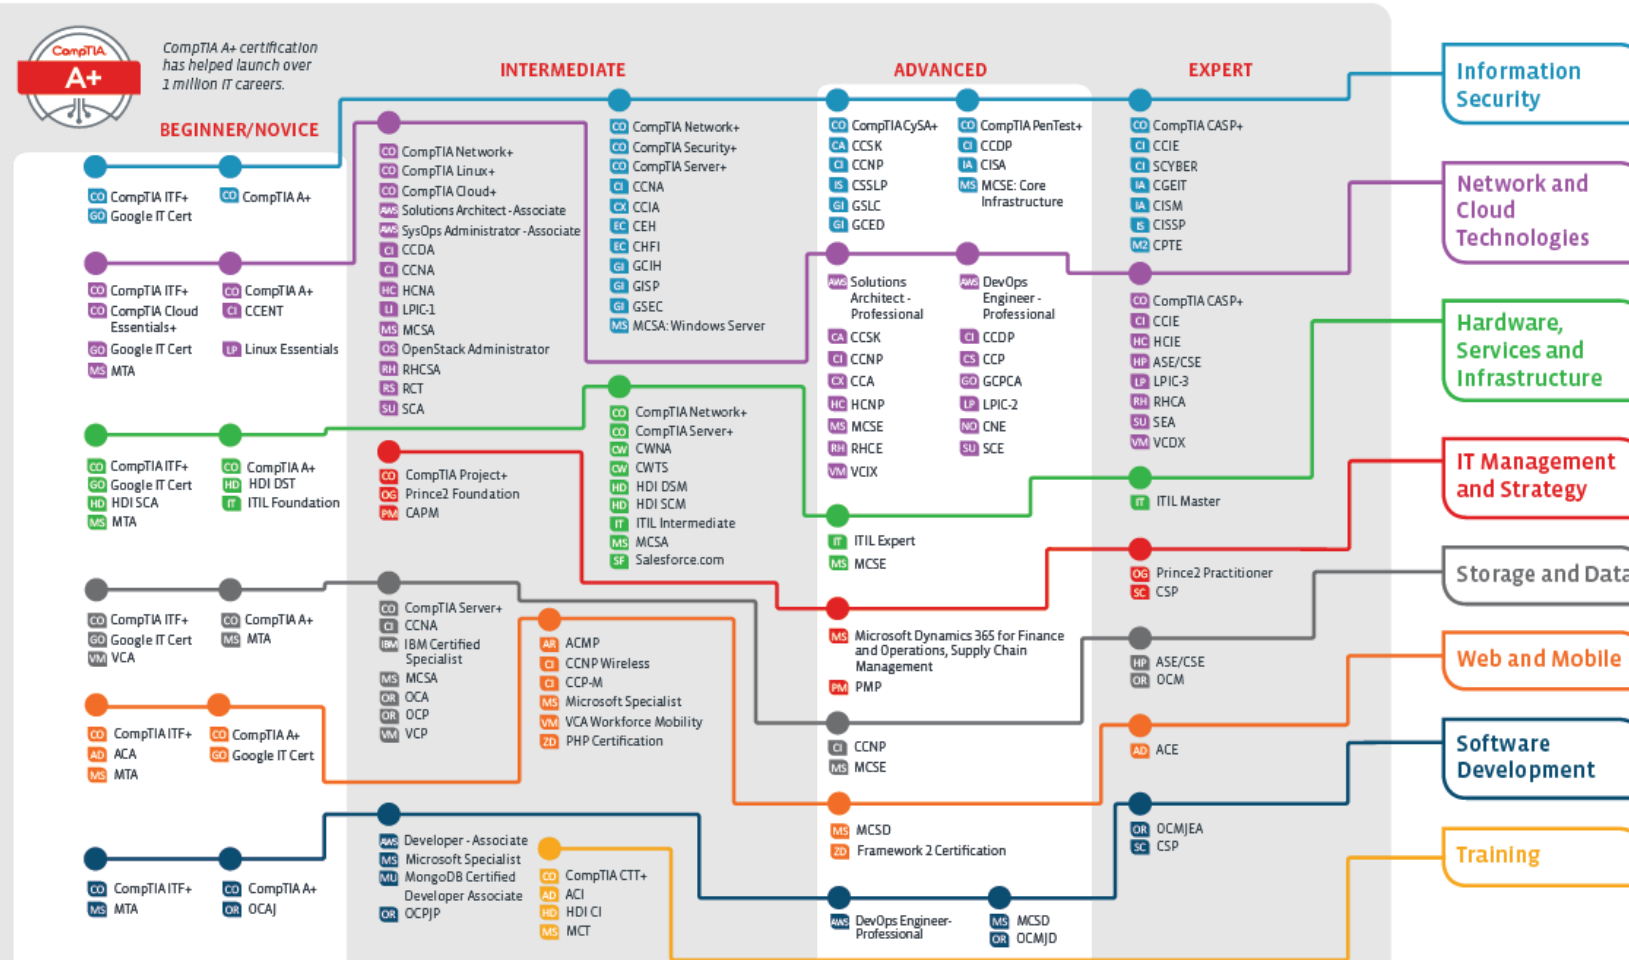 CompTIA
A+
CompTIA A+ certification
has helped launch over
1 million IT careers.
BEGINNER/NOVICE
INTERMEDIATE
ADVANCED
EXPERT
Information
Security
CO CompTIA ITF+
GO Google IT Cert
CO CompTIA A+
CO CompTIA Network+
CO CompTIA Security+
CO CompTIA Server+
CI CCNA
CX CCIA
EC CEH
EC CHFI
GI GCIH
GI GISP
GI GSEC
MS MCSA: Windows Server
CO CompTIA CySA+
CA CCSK
CI CCNP
IS CSSLP
GI GSLC
GI GCED
CO CompTIA PenTest+
CI CCDP
IA CISA
MS MCSE: Core
Infrastructure
CO CompTIA CASP+
CI CCIE
CI SCYBER
IA CGEIT
IA CISM
IS CISSP
M2 CPTE
Network and
Cloud
Technologies
CO CompTIA ITF+
CO CompTIA Cloud
Essentials+
GO Google IT Cert
MS MTA
CO CompTIA A+
CI CCENT
LP Linux Essentials
CO CompTIA Network+
CO CompTIA Linux+
CO CompTIA Cloud+
AWS Solutions Architect - Associate
AWS SysOps Administrator - Associate
CI CCDA
CI CCNA
HC HCNA
LI LPIC-1
MS MCSA
OS OpenStack Administrator
RH RHCSA
RS RCT
SU SCA
AWS Solutions
Architect -
Professional
CA CCSK
CI CCNP
CX CCA
HC HCNP
MS MCSE
RH RHCE
VM VCIX
AWS DevOps
Engineer -
Professional
CI CCDP
CS CCP
GO GCPCA
LP LPIC-2
NO CNE
SU SCE
CO CompTIA CASP+
CI CCIE
HC HCIE
HP ASE/CSE
LP LPIC-3
RH RHCA
SU SEA
VM VCDX
Hardware,
Services and
Infrastructure
CO CompTIA ITF+
GO Google IT Cert
HD HDI SCA
MS MTA
CO CompTIA A+
HD HDI DST
IT ITIL Foundation
CO CompTIA Network+
CO CompTIA Server+
CW CWNA
CW CWTS
HD HDI DSM
HD HDI SCM
IT ITIL Intermediate
MS MCSA
SF Salesforce.com
IT ITIL Expert
MS MCSE
IT ITIL Master
IT Management
and Strategy
CO CompTIA Project+
OG Prince2 Foundation
PM CAPM
MS Microsoft Dynamics 365 for Finance
and Operations, Supply Chain
Management
PM PMP
OG Prince2 Practitioner
SC CSP
Storage and Data
CO CompTIA ITF+
GO Google IT Cert
VM VCA
CO CompTIA A+
MS MTA
CO CompTIA Server+
CI CCNA
IBM IBM Certified
Specialist
MS MCSA
OR OCA
OR OCP
VM VCP
CI CCNP
MS MCSE
HP ASE/CSE
OR OCM
Web and Mobile
CO CompTIA ITF+
AD ACA
MS MTA
CO CompTIA A+
GO Google IT Cert
AR ACMP
CI CCNP Wireless
CI CCP-M
MS Microsoft Specialist
VM VCA Workforce Mobility
ZD PHP Certification
MS MCSD
ZD Framework 2 Certification
AD ACE
Software
Development
CO CompTIA ITF+
MS MTA
CO CompTIA A+
OR OCAJ
AWS Developer - Associate
MS Microsoft Specialist
MU MongoDB Certified
Developer Associate
OR OCPJP
AWS DevOps Engineer-
Professional
MS MCSD
OR OCMJD
OR OCMJEA
SC CSP
Training
CO CompTIA CTT+
AD ACI
HD HDI CI
MS MCT